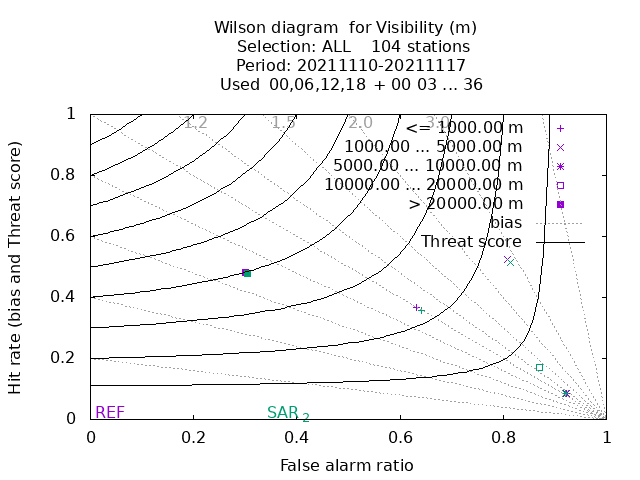 Wilson diagram  for Visibility (m)
Selection: ALL    104 stations
Period: 20211110-20211117
Used  00,06,12,18  + 00 03 ... 36
Hit rate (bias and Threat score)
1
0.8
0.6
0.4
0.2
0
1.2
1.5
2.0
3.0
<= 1000.00 m
1000.00 ... 5000.00 m
5000.00 ... 10000.00 m
10000.00 ... 20000.00 m
> 20000.00 m
bias
Threat score
REF
SAR 2
0
0.2
0.4
0.6
0.8
1
False alarm ratio